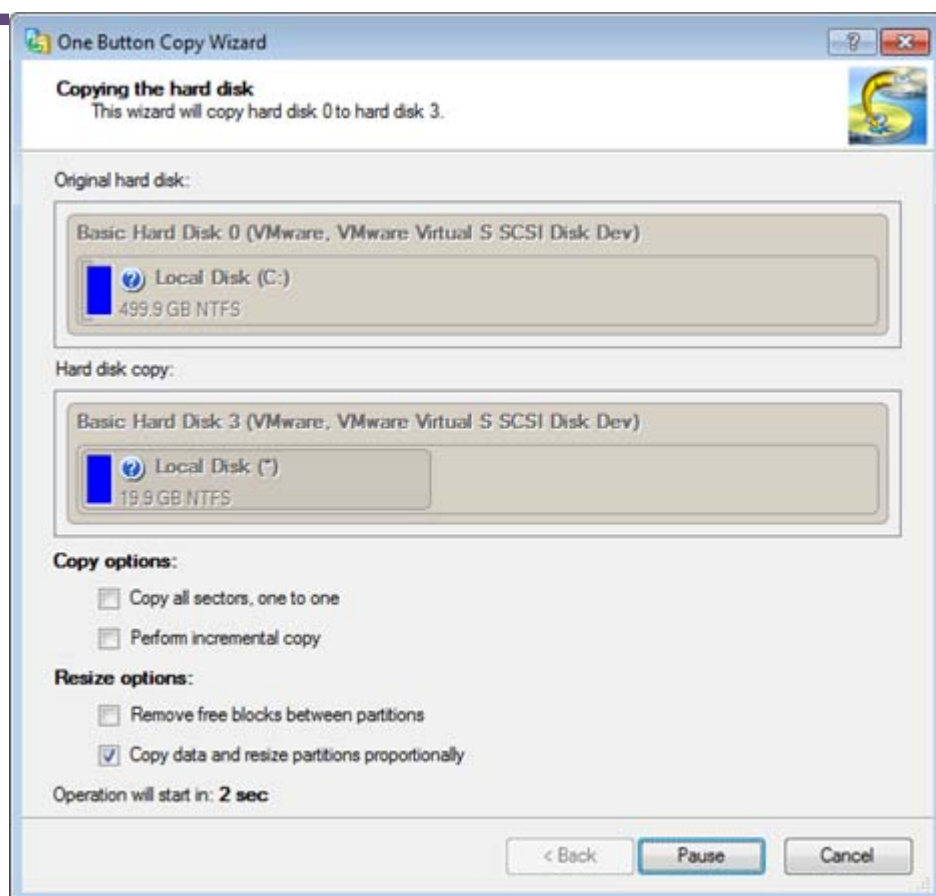 One Button Copy Wizard
Copying the hard disk
This wizard will copy hard disk 0 to hard disk 3.
Original hard disk:
Basic Hard Disk 0 (VMware, VMware Virtual S SCSI Disk Dev)
Local Disk (C:)
499.9 GB NTFS
Hard disk copy:
Basic Hard Disk 3 (VMware, VMware Virtual S SCSI Disk Dev)
Local Disk (*)
19.9 GB NTFS
Copy options:
Copy all sectors, one to one
Perform incremental copy
Resize options:
Remove free blocks between partitions
Copy data and resize partitions proportionally
Operation will start in: 2 sec
< Back Pause Cancel